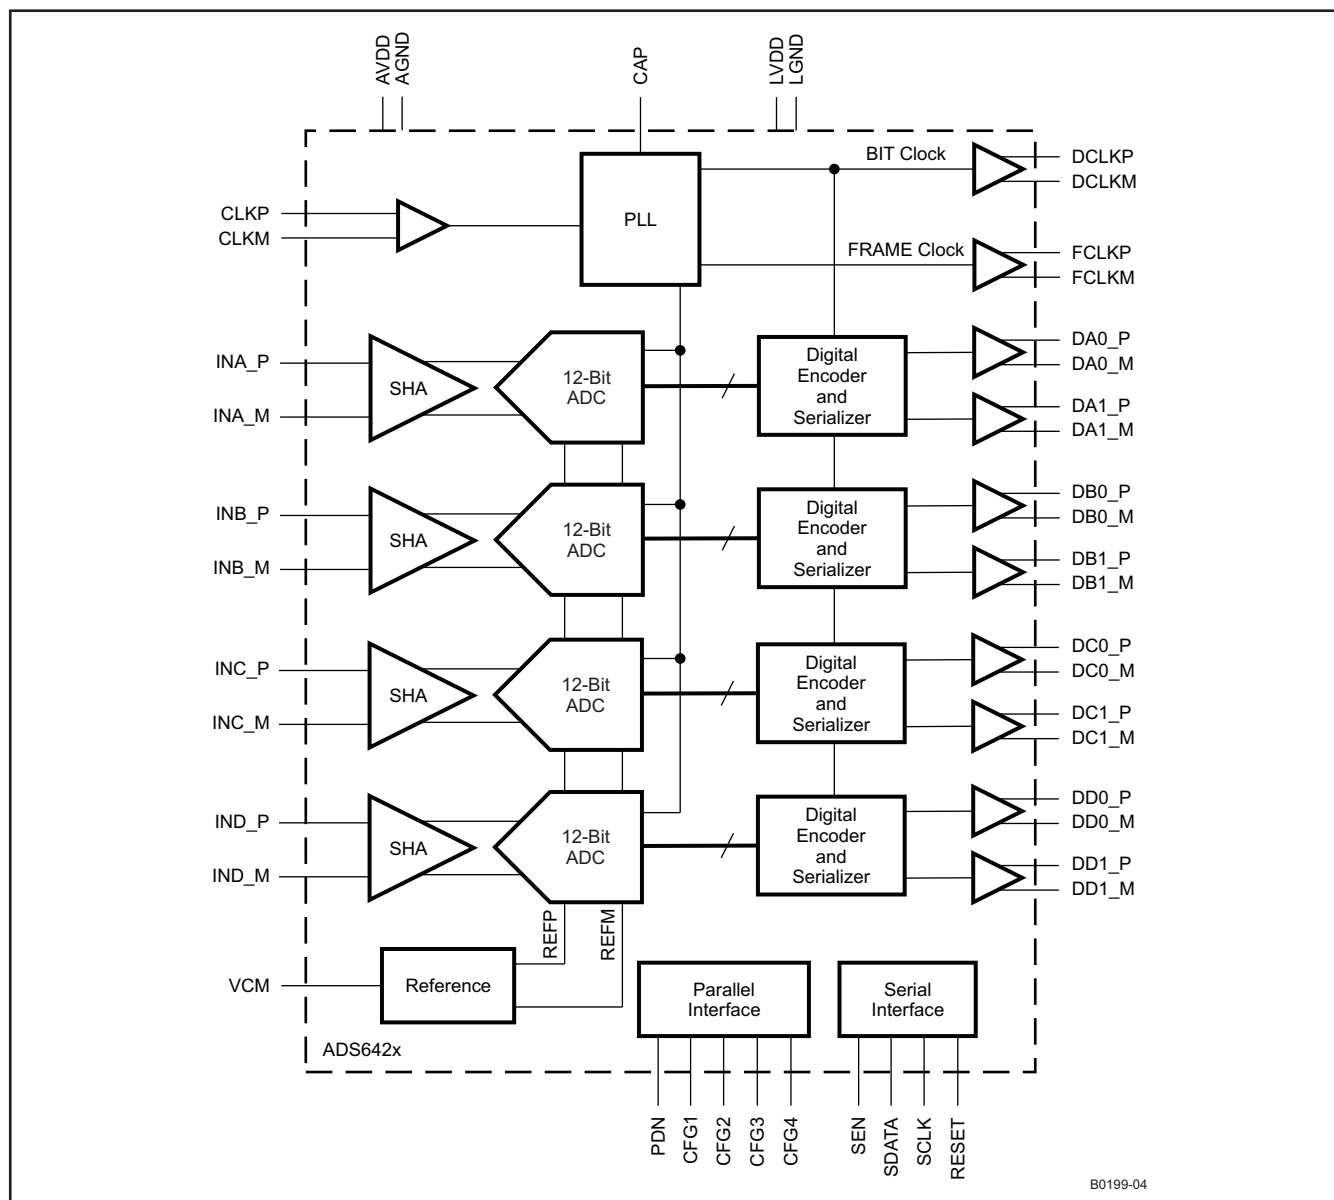 AVDD
AGND
CAP
LVDD
LGND
BIT Clock
DCLKP
DCLKM
CLKP
CLKM
PLL
FRAME Clock
FCLKP
FCLKM
INA_P
INA_M
SHA
12-Bit
ADC
Digital
Encoder
and
Serializer
DA0_P
DA0_M
DA1_P
DA1_M
INB_P
INB_M
SHA
12-Bit
ADC
Digital
Encoder
and
Serializer
DB0_P
DB0_M
DB1_P
DB1_M
INC_P
INC_M
SHA
12-Bit
ADC
Digital
Encoder
and
Serializer
DC0_P
DC0_M
DC1_P
DC1_M
IND_P
IND_M
SHA
12-Bit
ADC
Digital
Encoder
and
Serializer
DD0_P
DD0_M
DD1_P
DD1_M
REFP
REFM
VCM
Reference
Parallel
Interface
Serial
Interface
ADS642x
PDN
CFG1
CFG2
CFG3
CFG4
SEN
SDATA
SCLK
RESET
B0199-04